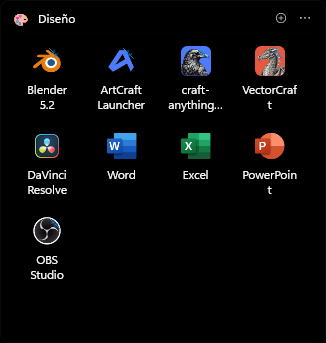 Diseño
Blender
5.2
ArtCraft
Launcher
craft-
anything...
VectorCraf
t
DaVinci
Resolve
Word
Excel
PowerPoin
t
OBS
Studio